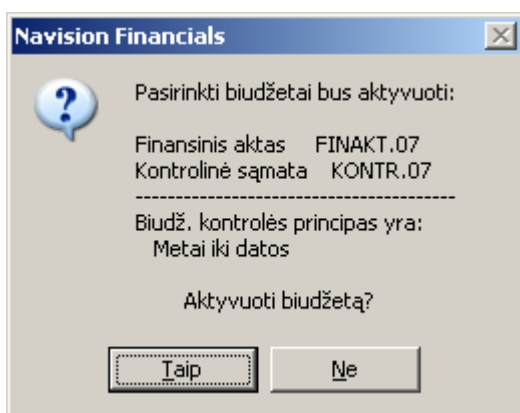 Navision Financials
Pasirinkti biudžetai bus aktyvuoti:
Finansinis aktas FINAKT.07
Kontrolinė sąmata KONTR.07
----------------------------------------
Biudž. kontrolės principas yra:
Metai iki datos
Aktyvuoti biudžetą?
Taip
Ne